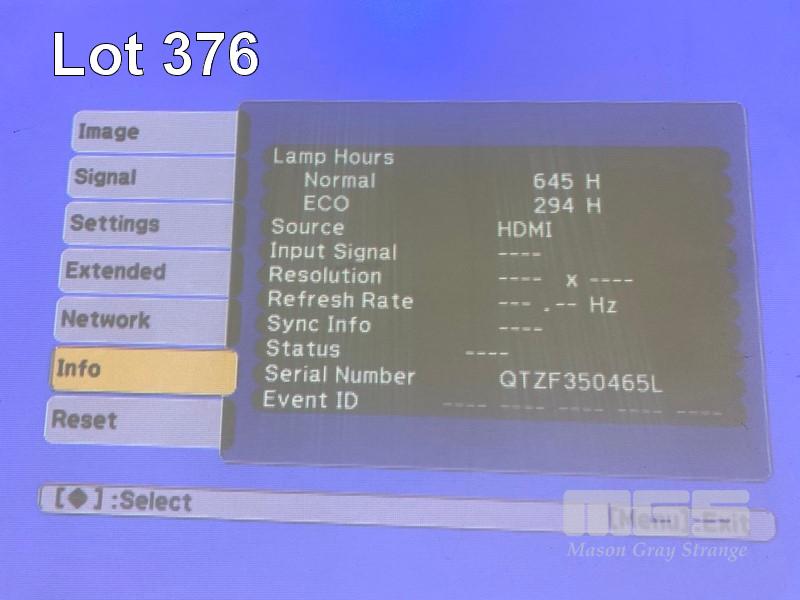 Lot 376
Image
Signal
Settings
Extended
Network
Info
Reset
Lamp Hours
Normal 645 H
ECO 294 H
Source HDMI
Input Signal ----
Resolution ---- x ----
Refresh Rate --- .-- Hz
Sync Info ----
Status ----
Serial Number QTZF350465L
Event ID ---- ---- ---- ---- ----
[◆] :Select
[Menu]:Exit
MGS
Mason Gray Strange